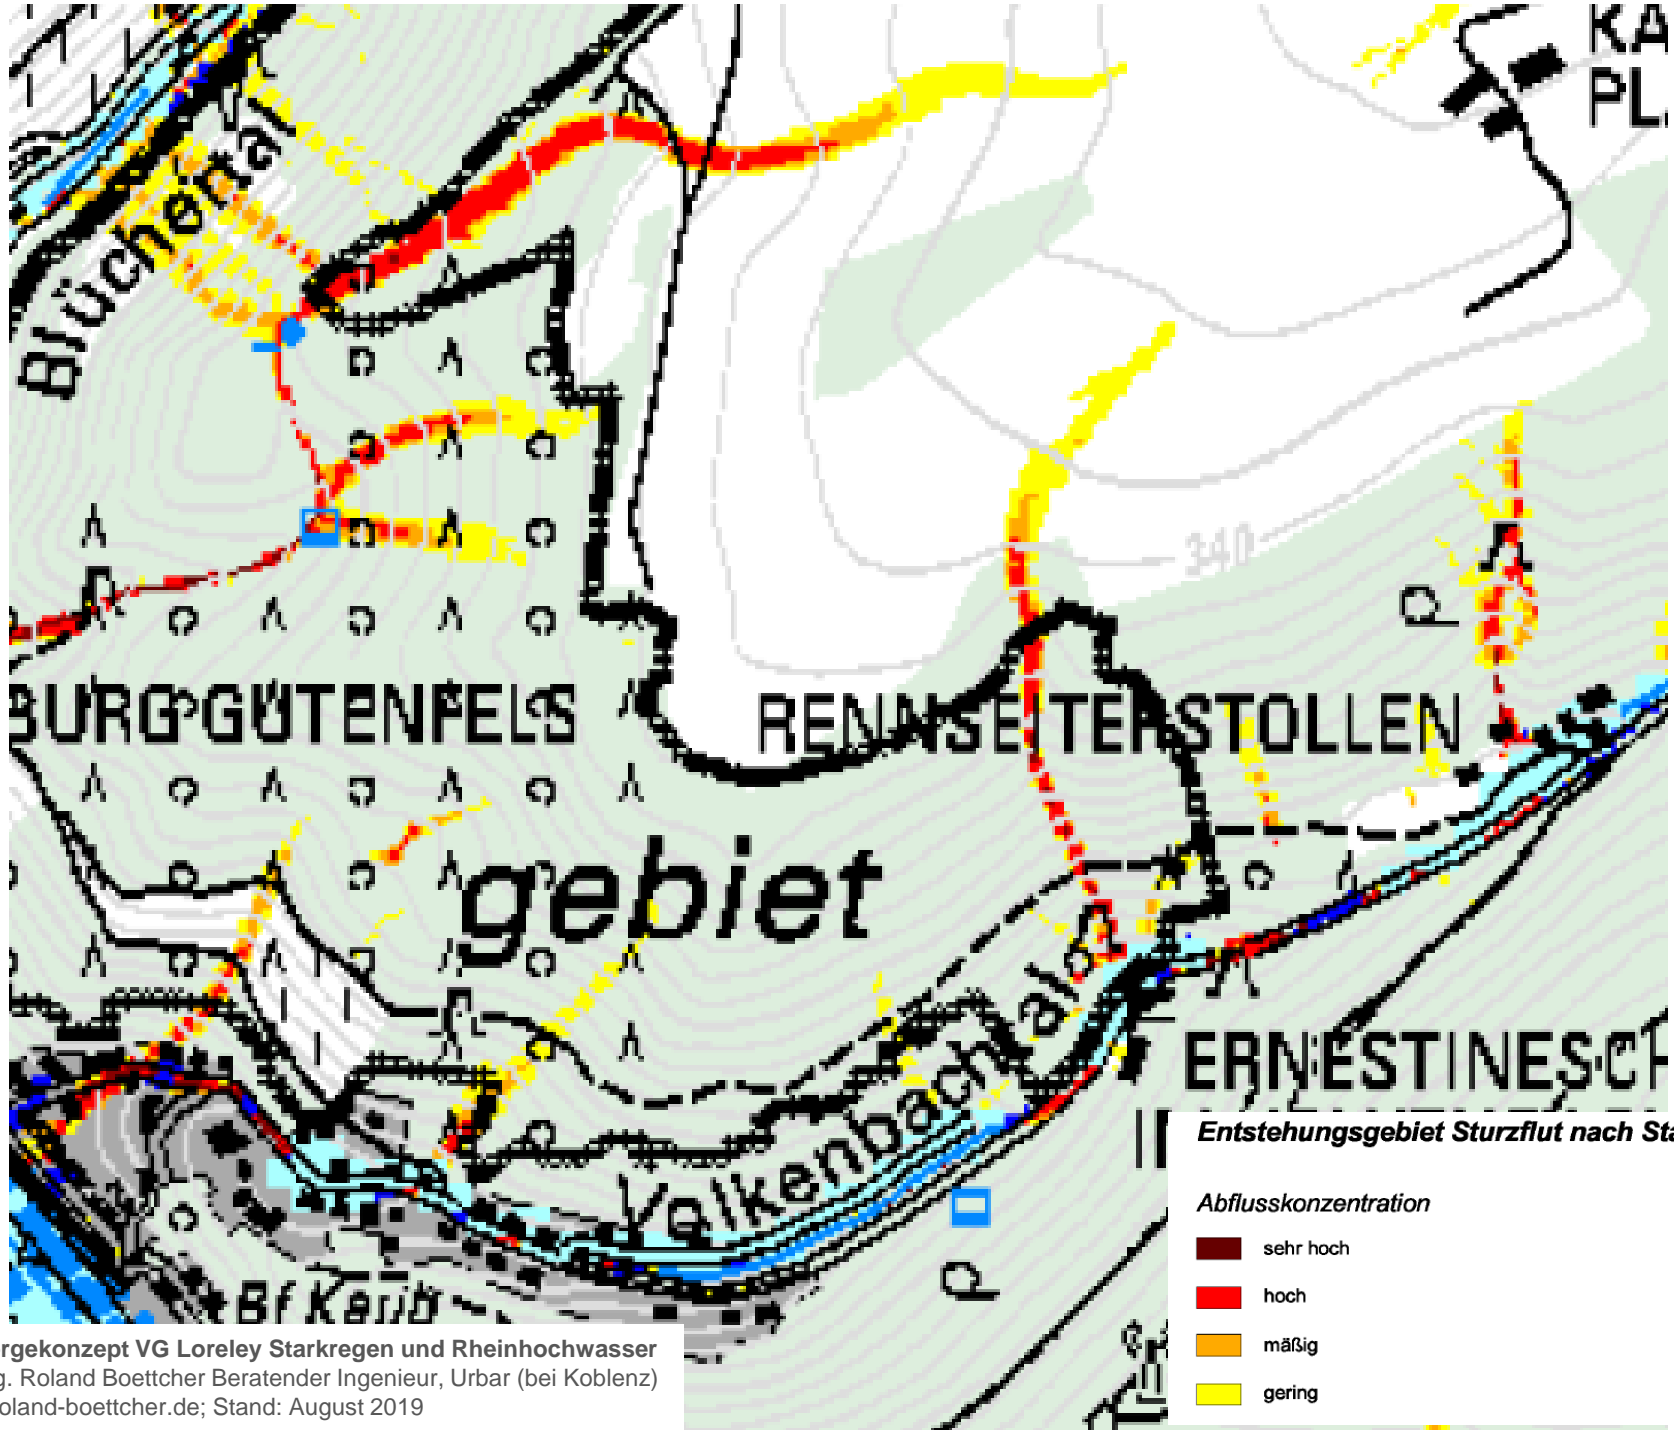 KA
PL
Blüchental
340
BURG GUTENFELS
RENNSEITERSTOLLEN
gebiet
Volkenbachtal
ERNESTINE
Bf Kaub
Entstehungsgebiet Sturzflut nach Sta
Abflusskonzentration
sehr hoch
hoch
mäßig
gering
rgekonzept VG Loreley Starkregen und Rheinhochwasser
g. Roland Boettcher Beratender Ingenieur, Urbar (bei Koblenz)
oland-boettcher.de; Stand: August 2019